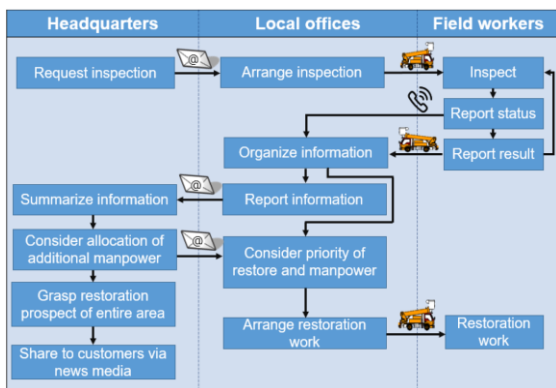 Headquarters
Local offices
Field workers
Request inspection
@
Arrange inspection
Inspect
Report status
Organize information
Report result
@
Summarize information
Report information
Consider allocation of
additional manpower
@
Consider priority of
restore and manpower
Grasp restoration
prospect of entire area
Arrange restoration
work
Restoration
work
Share to customers via
news media